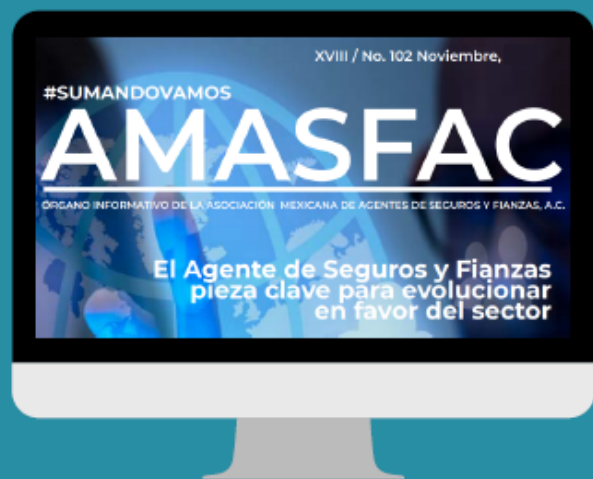 XVIII / No. 102 Noviembre,
#SUMANDOVAMOS
AMASFAC
ÓRGANO INFORMATIVO DE LA ASOCIACIÓN MEXICANA DE AGENTES DE SEGUROS Y FIANZAS, A.C.
El Agente de Seguros y Fianzas
pieza clave para evolucionar
en favor del sector